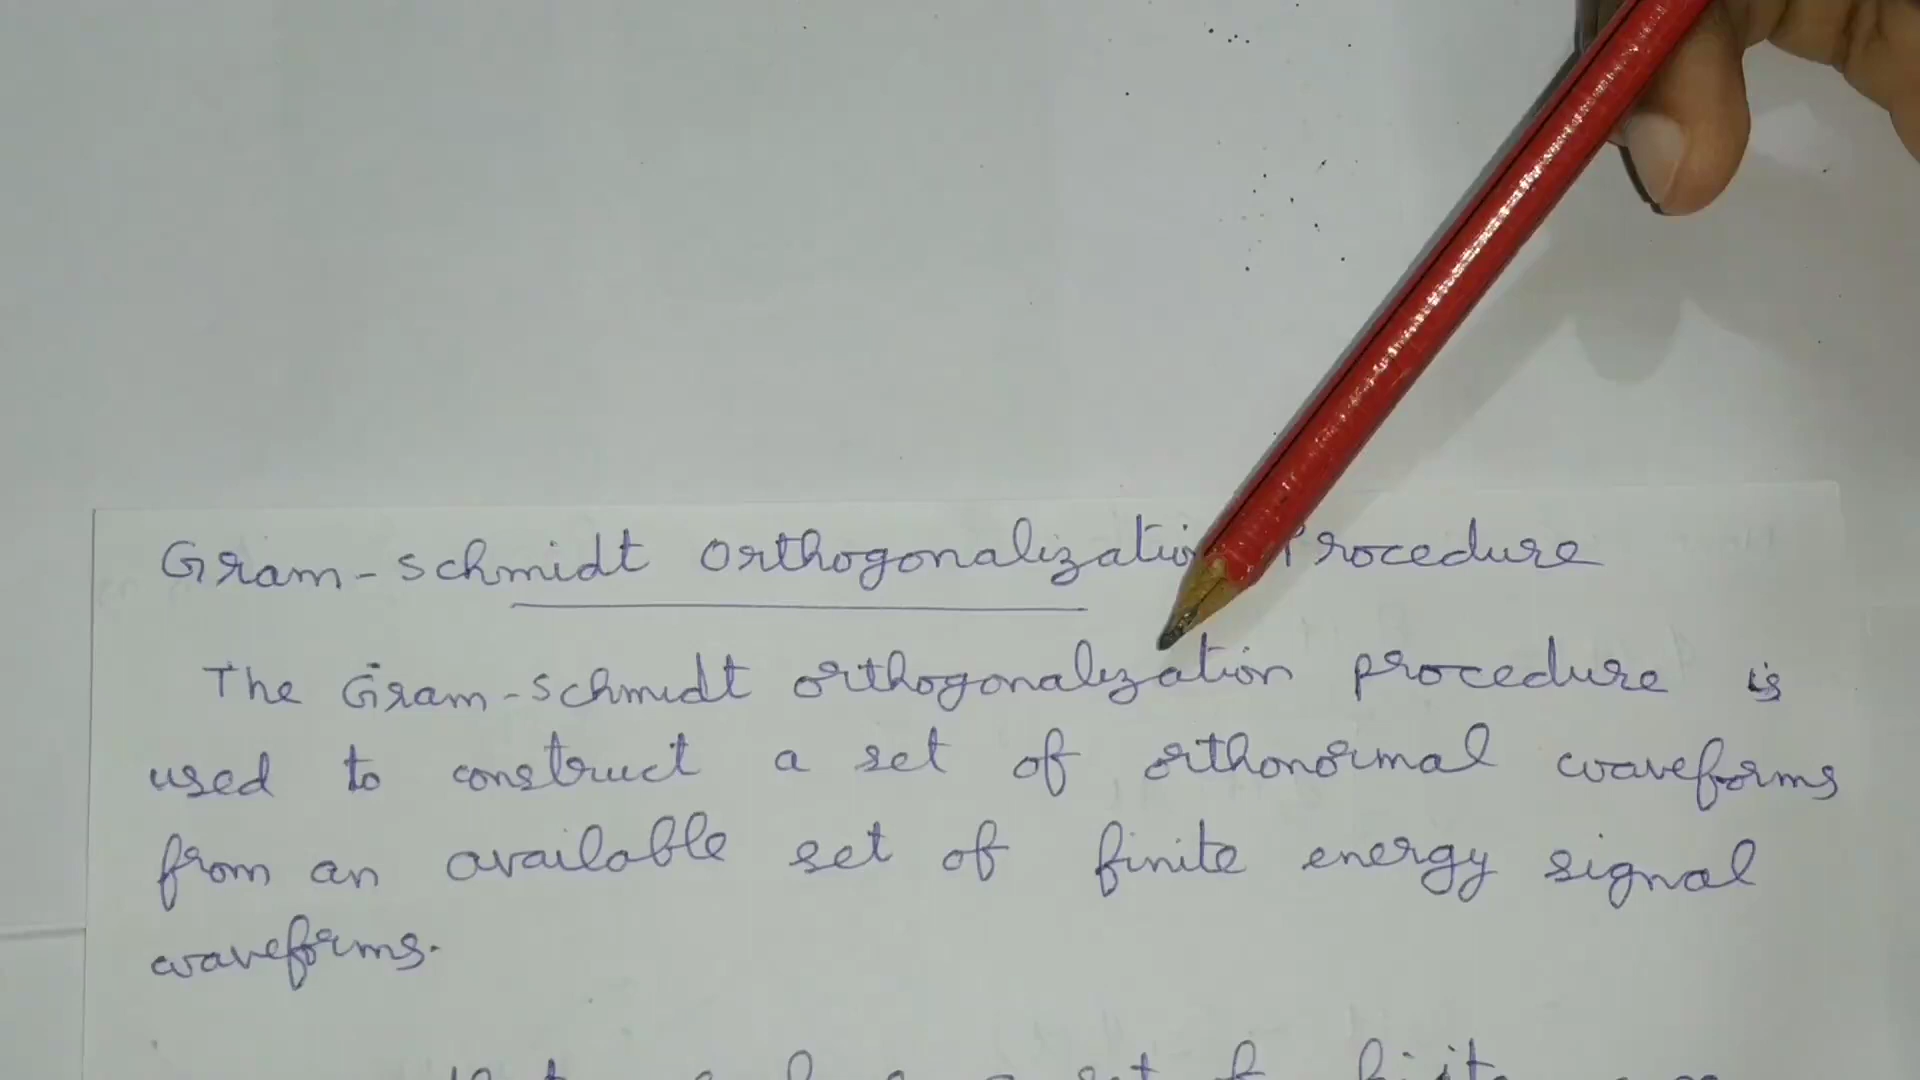 Gram-Schmidt Orthogonalization Procedure
The Gram-Schmidt orthogonalization procedure is
used to construct a set of orthonormal waveforms
from an available set of finite energy signal
waveforms.